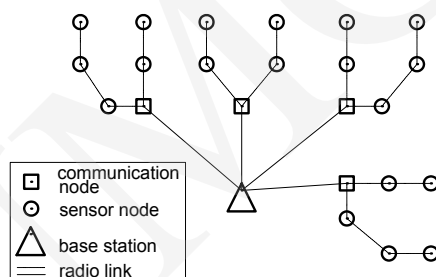 communication
node
sensor node
base station
radio link